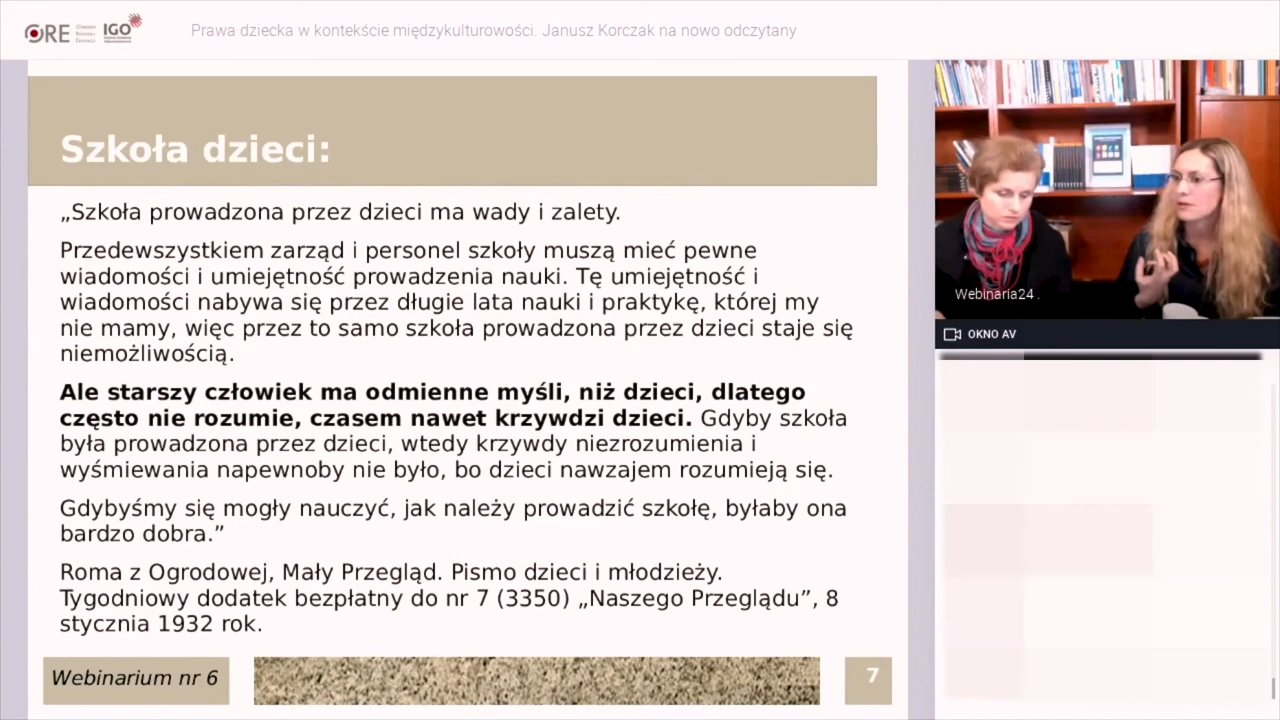 ORE
IGO
Prawa dziecka w kontekście międzykulturowości. Janusz Korczak na nowo odczytany
Szkoła dzieci:
„Szkoła prowadzona przez dzieci ma wady i zalety.
Przedewszystkiem zarząd i personel szkoły muszą mieć pewne
wiadomości i umiejętność prowadzenia nauki. Tę umiejętność i
wiadomości nabywa się przez długie lata nauki i praktykę, której my
nie mamy, więc przez to samo szkoła prowadzona przez dzieci staje się
niemożliwością.
Ale starszy człowiek ma odmienne myśli, niż dzieci, dlatego
często nie rozumie, czasem nawet krzywdzi dzieci. Gdyby szkoła
była prowadzona przez dzieci, wtedy krzywdy niezrozumienia i
wyśmiewania napewnoby nie było, bo dzieci nawzajem rozumieją się.
Gdybyśmy się mogły nauczyć, jak należy prowadzić szkołę, byłaby ona
bardzo dobra.”
Roma z Ogrodowej, Mały Przegląd. Pismo dzieci i młodzieży.
Tygodniowy dodatek bezpłatny do nr 7 (3350) „Naszego Przeglądu”, 8
stycznia 1932 rok.
Webinarium nr 6
7
Webinaria24 .
OKNO AV